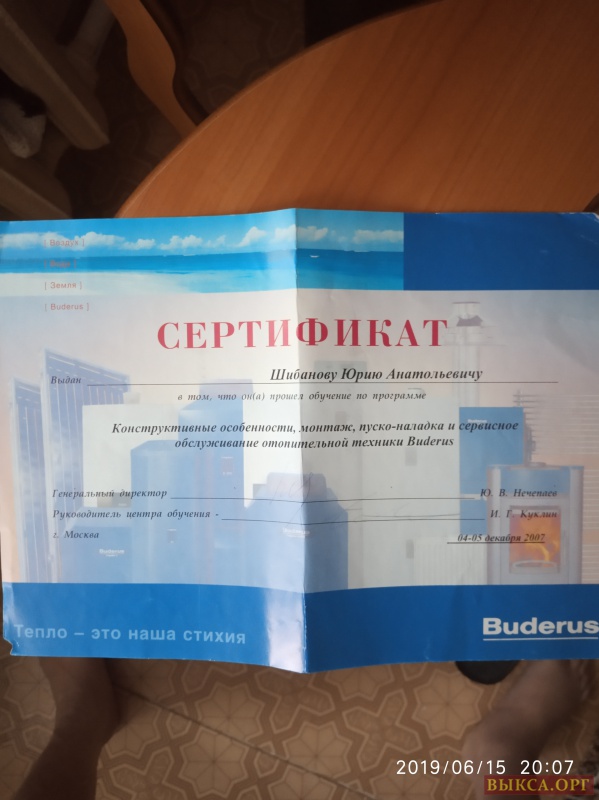 [ Воздух ]
[ Вода ]
[ Земля ]
[ Buderus ]
СЕРТИФИКАТ
Выдан Шибанову Юрию Анатольевичу
в том, что он(а) прошел обучение по программе
Конструктивные особенности, монтаж, пуско-наладка и сервисное
обслуживание отопительной техники Buderus
Генеральный директор Ю. В. Нечепаев
Руководитель центра обучения - И. Г. Куклин
г. Москва 04-05 декабря 2007
Buderus
Тепло – это наша стихия
Buderus
2019/06/15 20:07
ВЫКСА.ОРГ